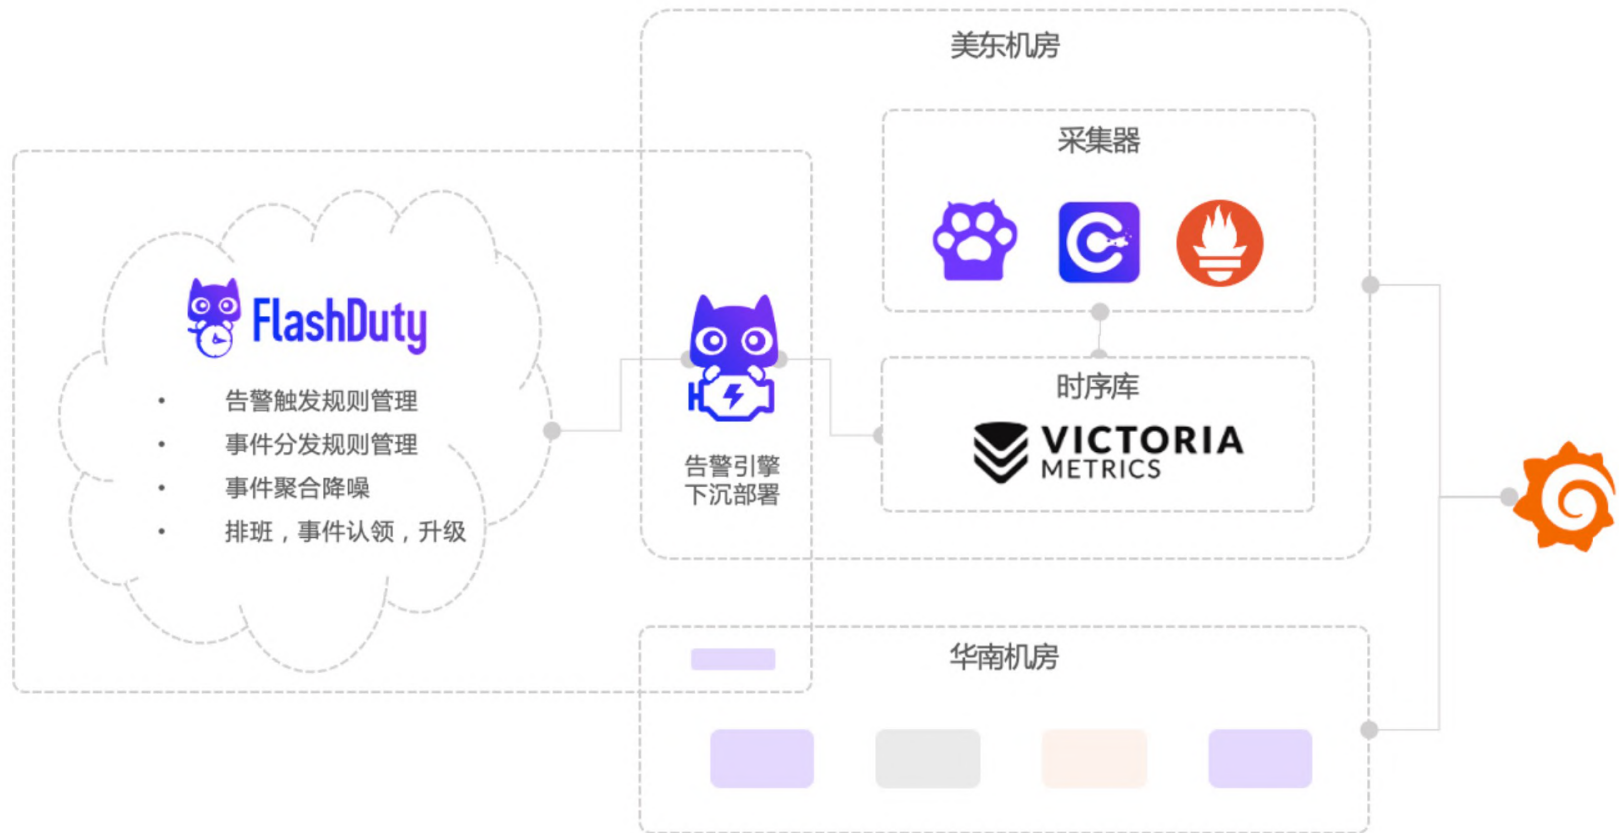 美东机房
采集器
FlashDuty
• 告警触发规则管理
• 事件分发规则管理
• 事件聚合降噪
• 排班，事件认领，升级
告警引擎
下沉部署
时序库
VICTORIA
METRICS
华南机房